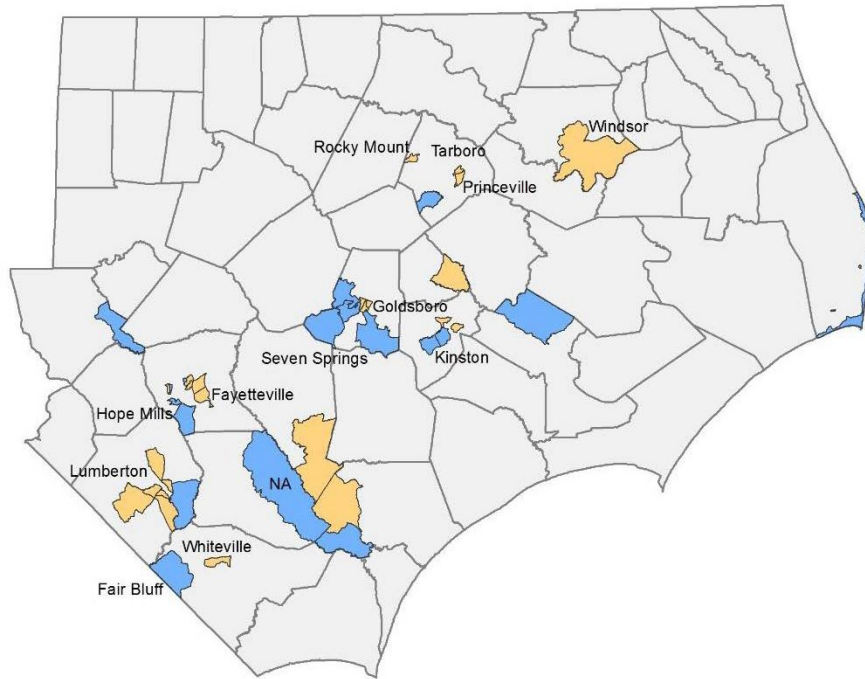 Windsor
Rocky Mount
Tarboro
Princeville
Goldsboro
Seven Springs
Kinston
Fayetteville
Hope Mills
Lumberton
NA
Whiteville
Fair Bluff